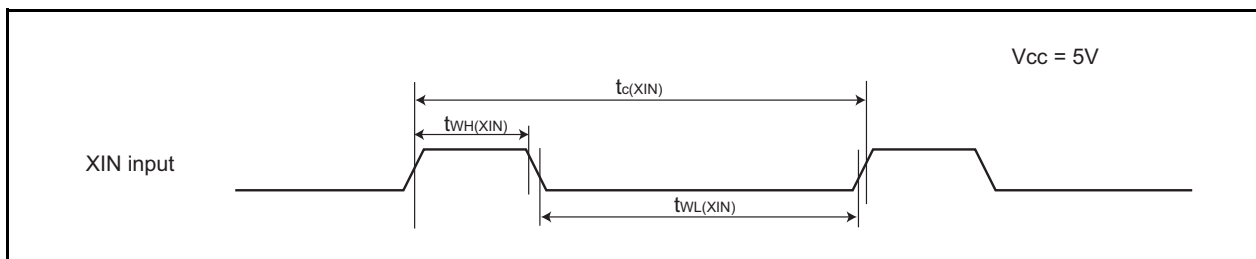 Vcc = 5V
tc(XIN)
tWH(XIN)
XIN input
tWL(XIN)